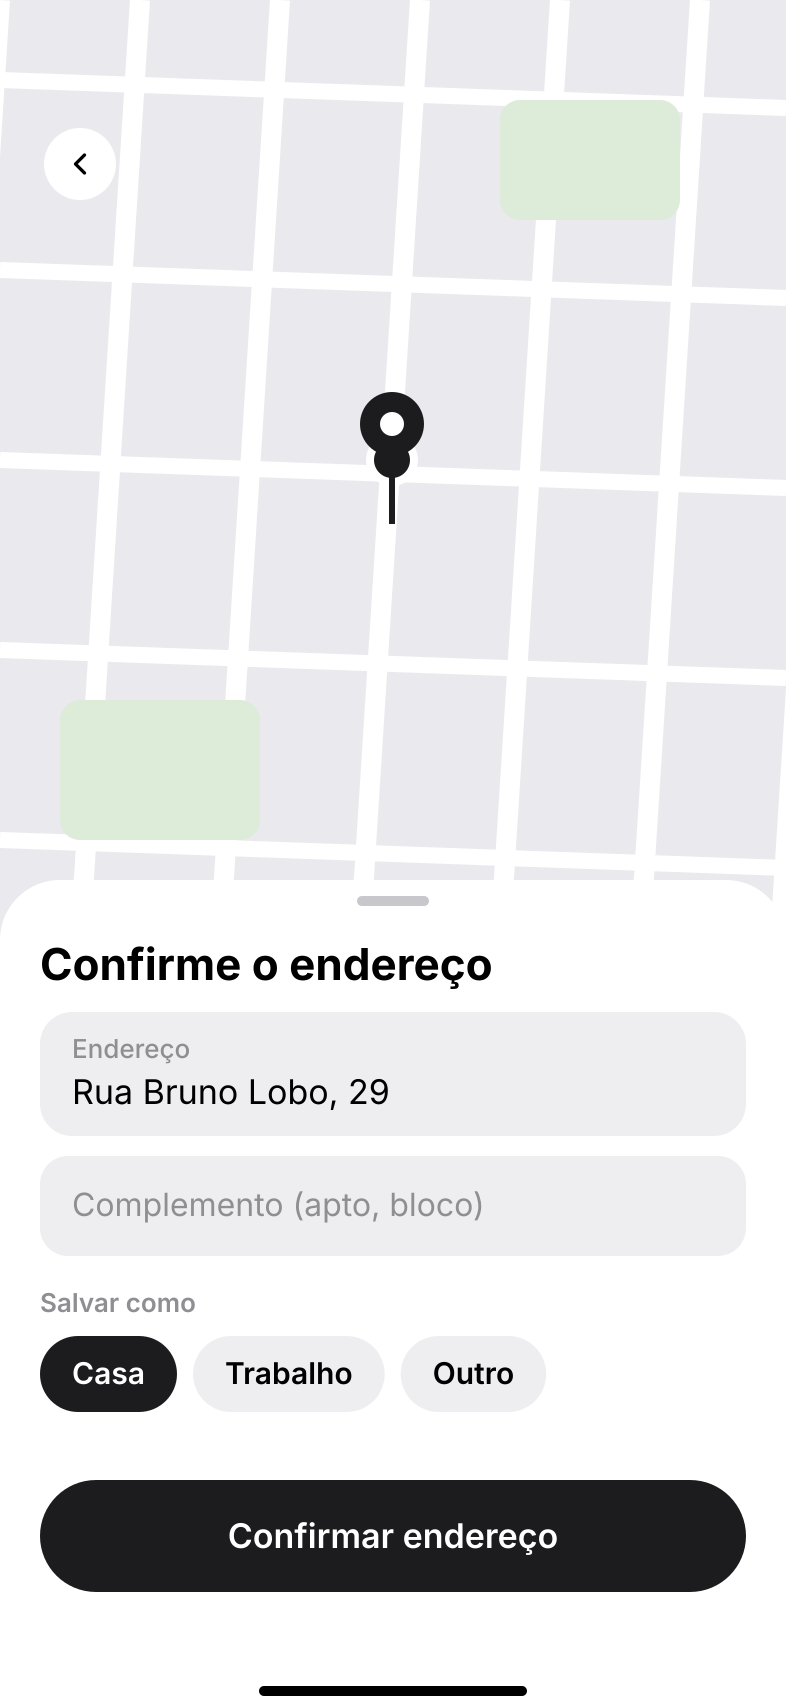 Confirme o endereço
Endereço
Rua Bruno Lobo, 29
Complemento (apto, bloco)
Salvar como
Casa
Trabalho
Outro
Confirmar endereço